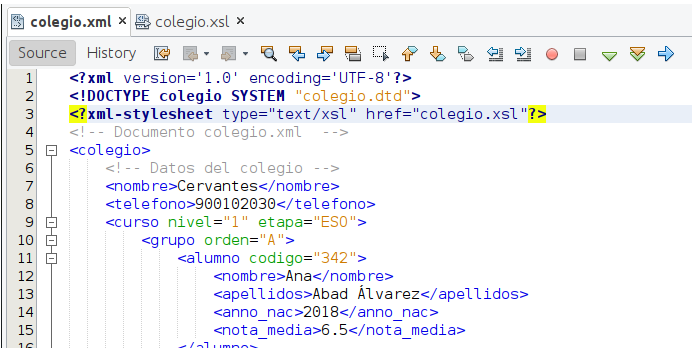 colegio.xml × colegio.xsl ×
Source History
1 <?xml version='1.0' encoding='UTF-8'?>
2 <!DOCTYPE colegio SYSTEM "colegio.dtd">
3 <?xml-stylesheet type="text/xsl" href="colegio.xsl"?>
4 <!-- Documento colegio.xml  -->
5 <colegio>
6 <!-- Datos del colegio -->
7 <nombre>Cervantes</nombre>
8 <telefono>900102030</telefono>
9 <curso nivel="1" etapa="ESO">
10 <grupo orden="A">
11 <alumno codigo="342">
12 <nombre>Ana</nombre>
13 <apellidos>Abad Álvarez</apellidos>
14 <anno_nac>2018</anno_nac>
15 <nota_media>6.5</nota_media>
16 </alumno>